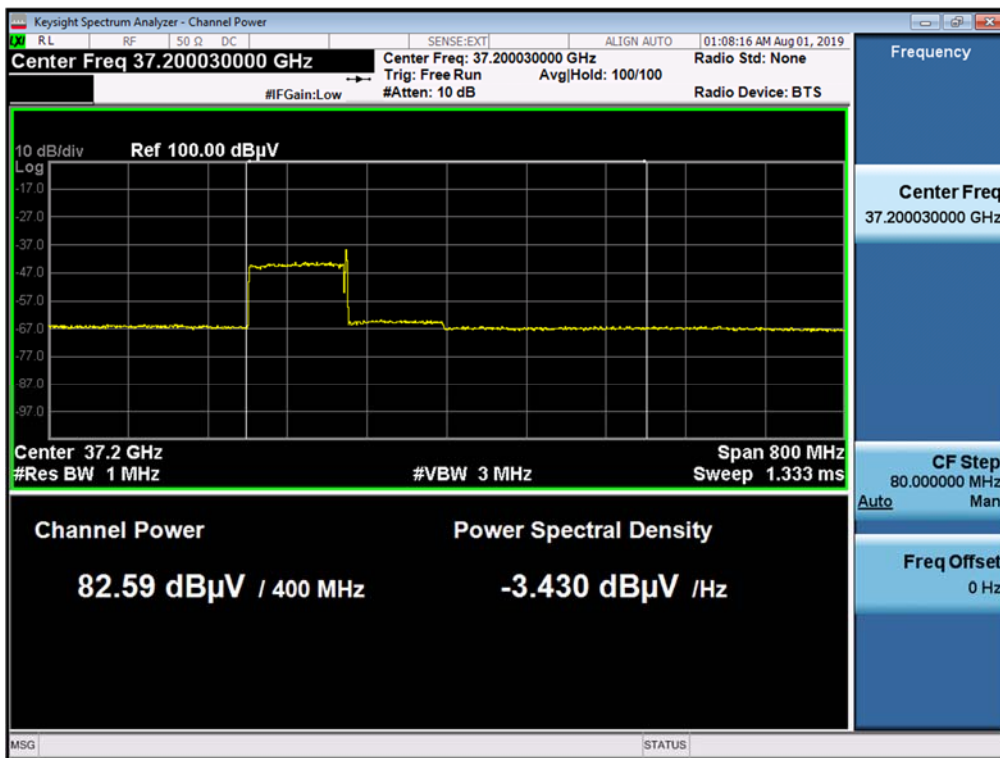 Keysight Spectrum Analyzer - Channel Power
LXI RL RF 50 Ω DC SENSE:EXT ALIGN AUTO 01:08:16 AM Aug 01, 2019
Center Freq 37.200030000 GHz
Center Freq: 37.200030000 GHz Radio Std: None
Trig: Free Run Avg|Hold: 100/100
#IFGain:Low #Atten: 10 dB Radio Device: BTS
10 dB/div Ref 100.00 dBµV
Log
-17.0
-27.0
-37.0
-47.0
-57.0
-67.0
-77.0
-87.0
-97.0
Center 37.2 GHz Span 800 MHz
#Res BW 1 MHz #VBW 3 MHz Sweep 1.333 ms
Channel Power Power Spectral Density
82.59 dBµV / 400 MHz -3.430 dBµV /Hz
MSG STATUS
Frequency
Center Freq
37.200030000 GHz
CF Step
80.000000 MHz
Auto Man
Freq Offset
0 Hz